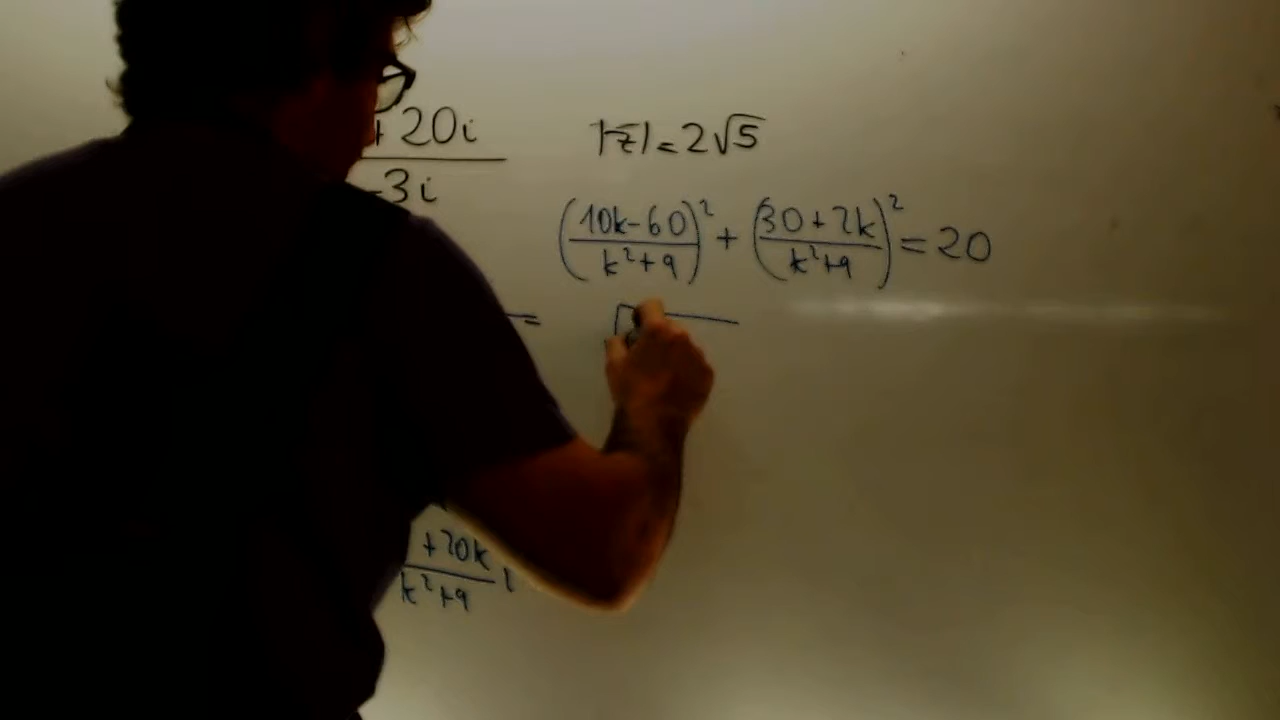 + 20i
-3i
|z| = 2√5
((10k-60)/(k²+9))² + ((30+2k)/(k²+9))² = 20
=
+20k
k²+9 i